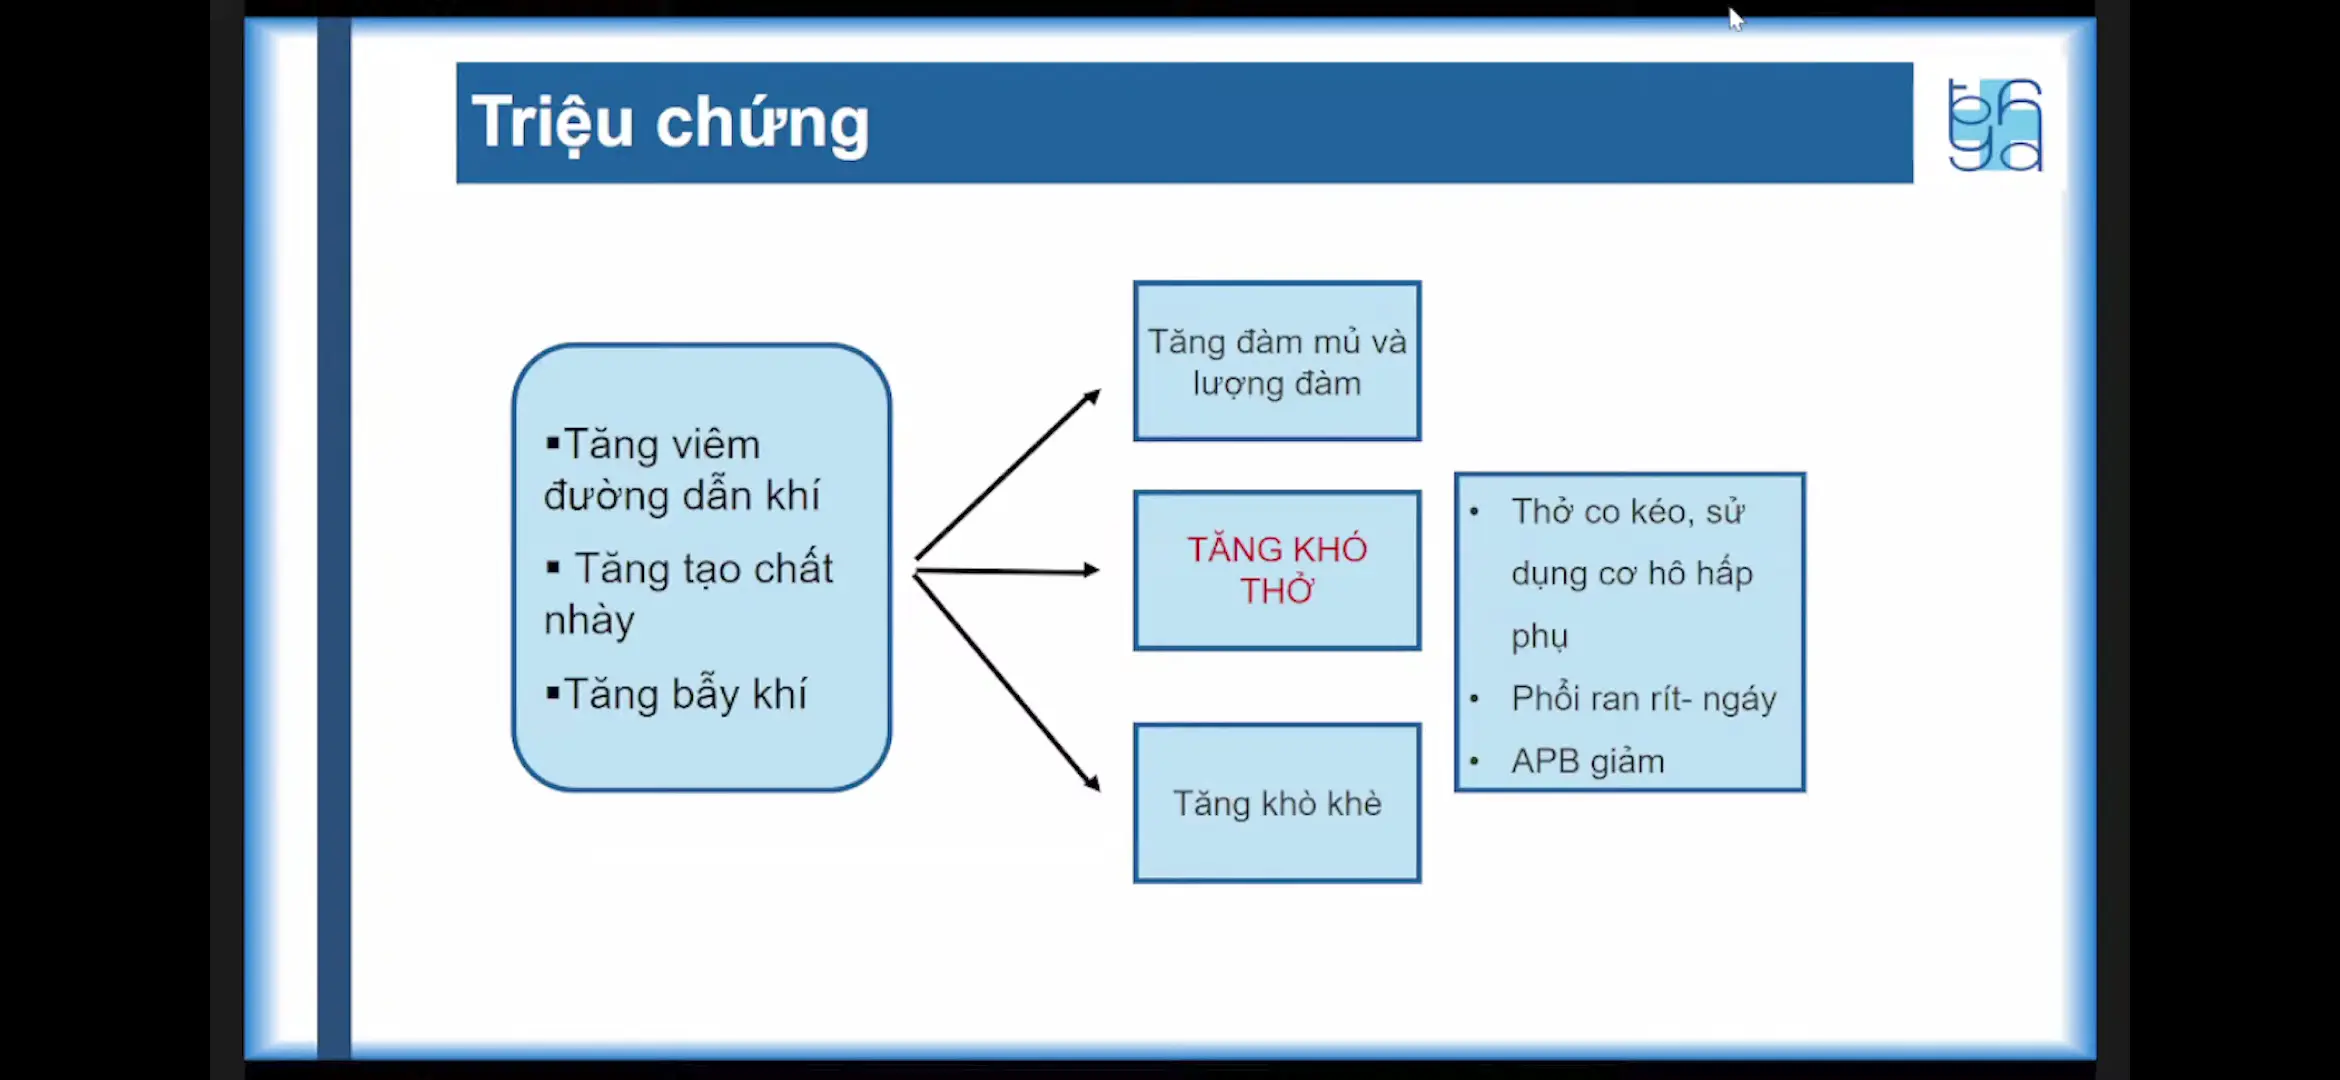 Triệu chứng
▪Tăng viêm
đường dẫn khí
▪ Tăng tạo chất
nhày
▪Tăng bẫy khí
Tăng đàm mủ và
lượng đàm
TĂNG KHÓ
THỞ
Tăng khò khè
• Thở co kéo, sử
dụng cơ hô hấp
phụ
• Phổi ran rít- ngáy
• APB giảm